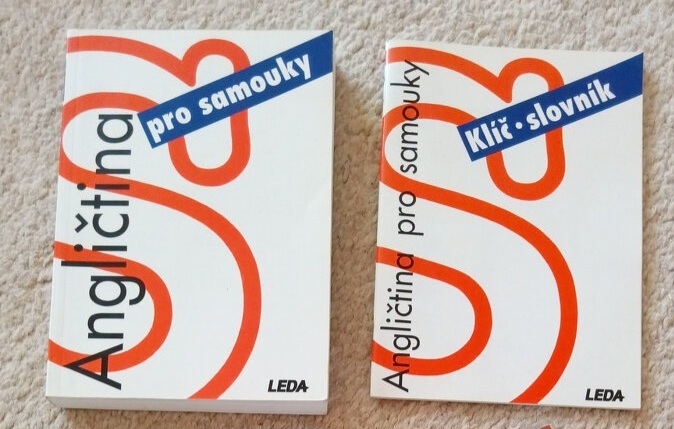 Angličtina
pro samouky
LEDA
Angličtina pro samouky
Klíč · slovník
LEDA